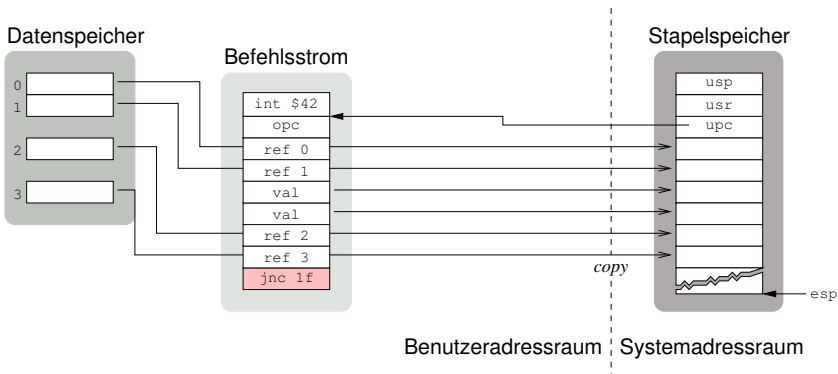 Datenspeicher
0
1
2
3
Befehlsstrom
int $42
opc
ref 0
ref 1
val
val
ref 2
ref 3
jnc 1f
Stapelspeicher
usp
usr
upc
copy
esp
Benutzeradressraum
Systemadressraum